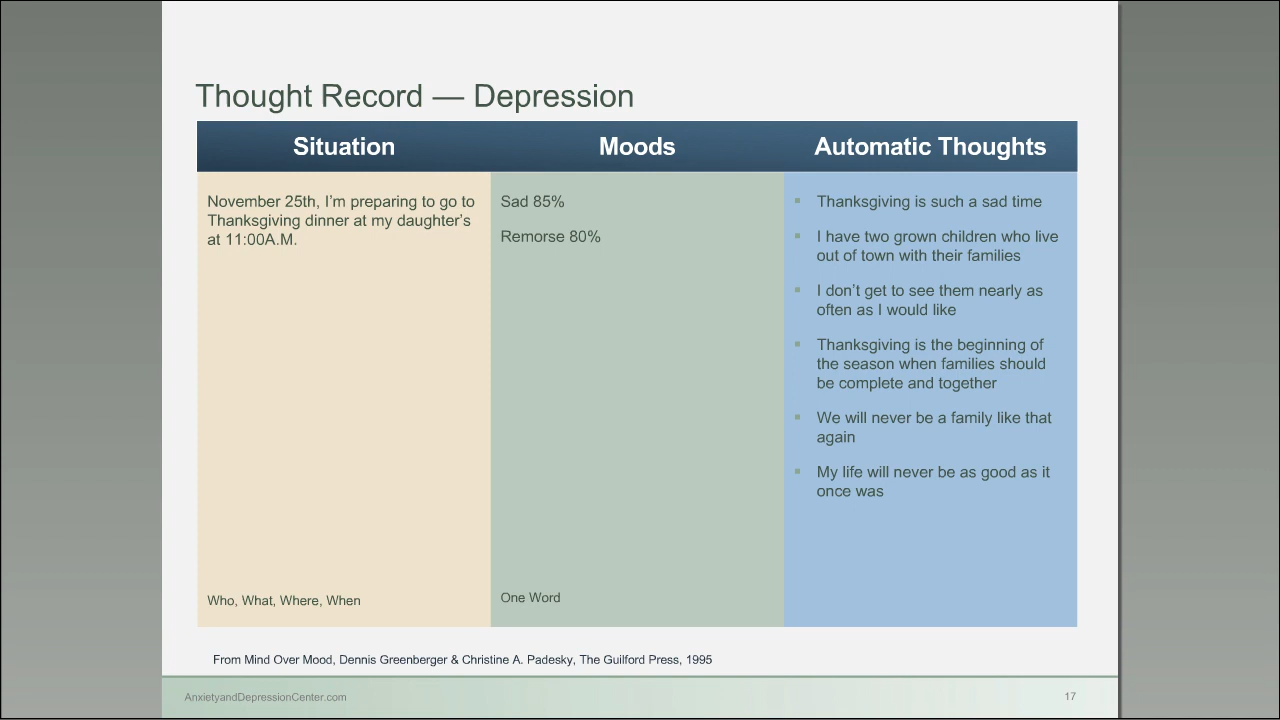 Thought Record — Depression
Situation
Moods
Automatic Thoughts
November 25th, I’m preparing to go to
Thanksgiving dinner at my daughter’s
at 11:00A.M.
Who, What, Where, When
Sad 85%
Remorse 80%
One Word
Thanksgiving is such a sad time
I have two grown children who live
out of town with their families
I don’t get to see them nearly as
often as I would like
Thanksgiving is the beginning of
the season when families should
be complete and together
We will never be a family like that
again
My life will never be as good as it
once was
From Mind Over Mood, Dennis Greenberger & Christine A. Padesky, The Guilford Press, 1995
AnxietyandDepressionCenter.com
17